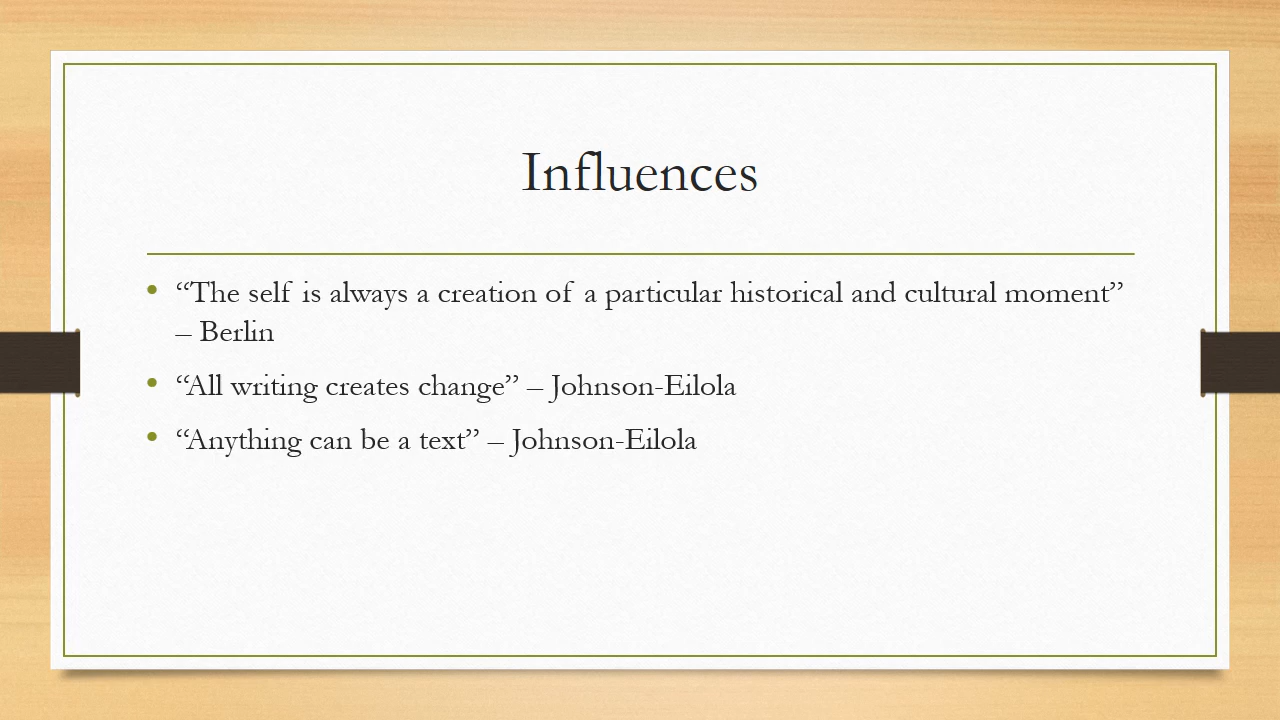 Influences
• “The self is always a creation of a particular historical and cultural moment”
– Berlin
• “All writing creates change” – Johnson-Eilola
• “Anything can be a text” – Johnson-Eilola